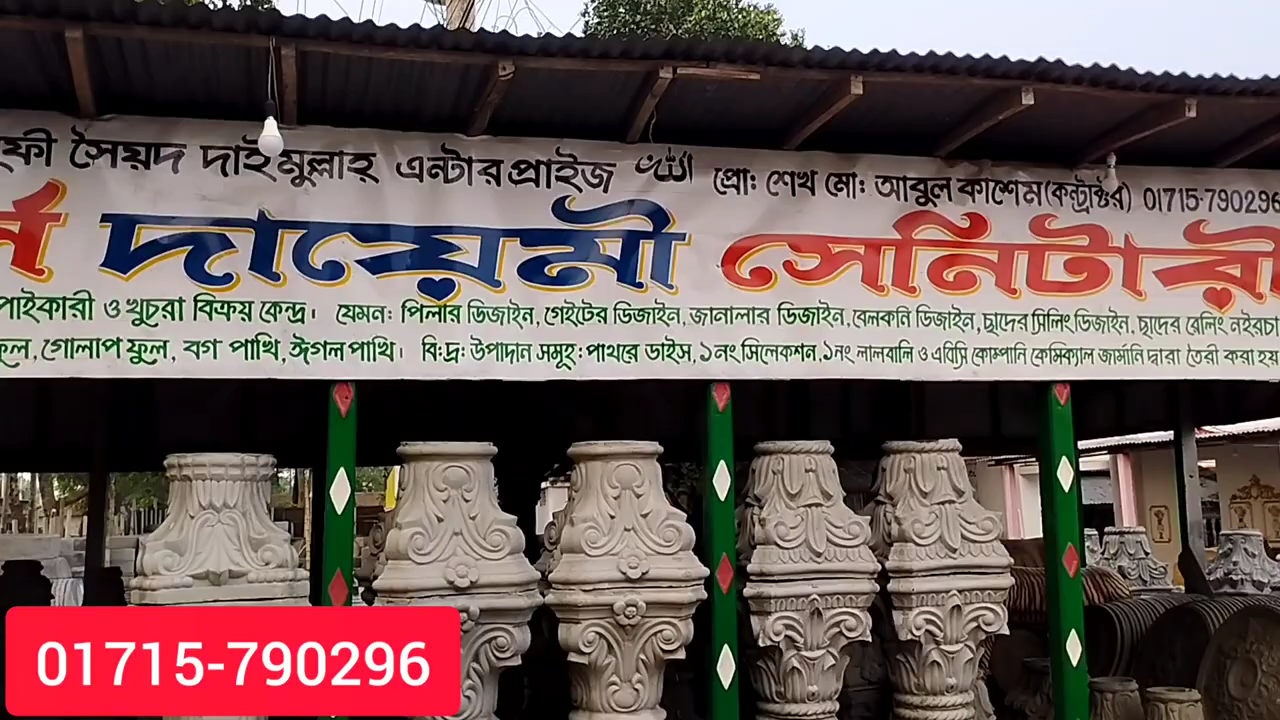 ফী সৈয়দ দাইমুল্লাহ্ এন্টারপ্রাইজ الله প্রো: শেখ মো: আবুল কাশেম (কন্ট্রাক্টর) 01715-790296
র্ন দায়েমী সেনিটারী
পাইকারী ও খুচরা বিক্রয় কেন্দ্র। যেমন: পিলার ডিজাইন, গেইটের ডিজাইন, জানালার ডিজাইন, বেলকনি ডিজাইন, ছাদের সিলিং ডিজাইন. ছাদের রেলিং নইরচা
ফুল, গোলাপ ফুল, বগ পাখি, ঈগল পাখি। বি:দ্র: উপাদান সমূহ: পাথরে ডাইস, ১নং সিলেকশন, ১নং লালবালি ও এবিসি কোম্পানি কেমিক্যাল জার্মানি দ্বারা তৈরী করা হয়
01715-790296